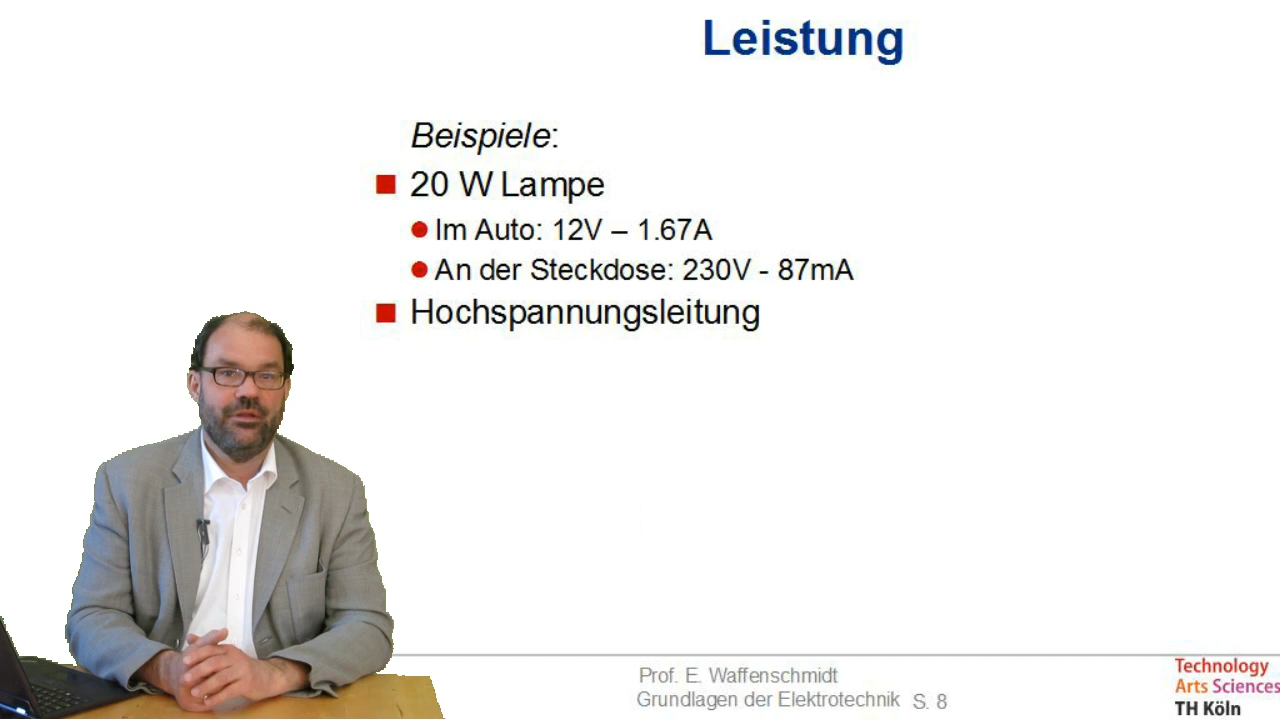 Leistung
Beispiele:
20 W Lampe
Im Auto: 12V – 1.67A
An der Steckdose: 230V - 87mA
Hochspannungsleitung
Prof. E. Waffenschmidt
Grundlagen der Elektrotechnik S. 8
Technology
Arts Sciences
TH Köln